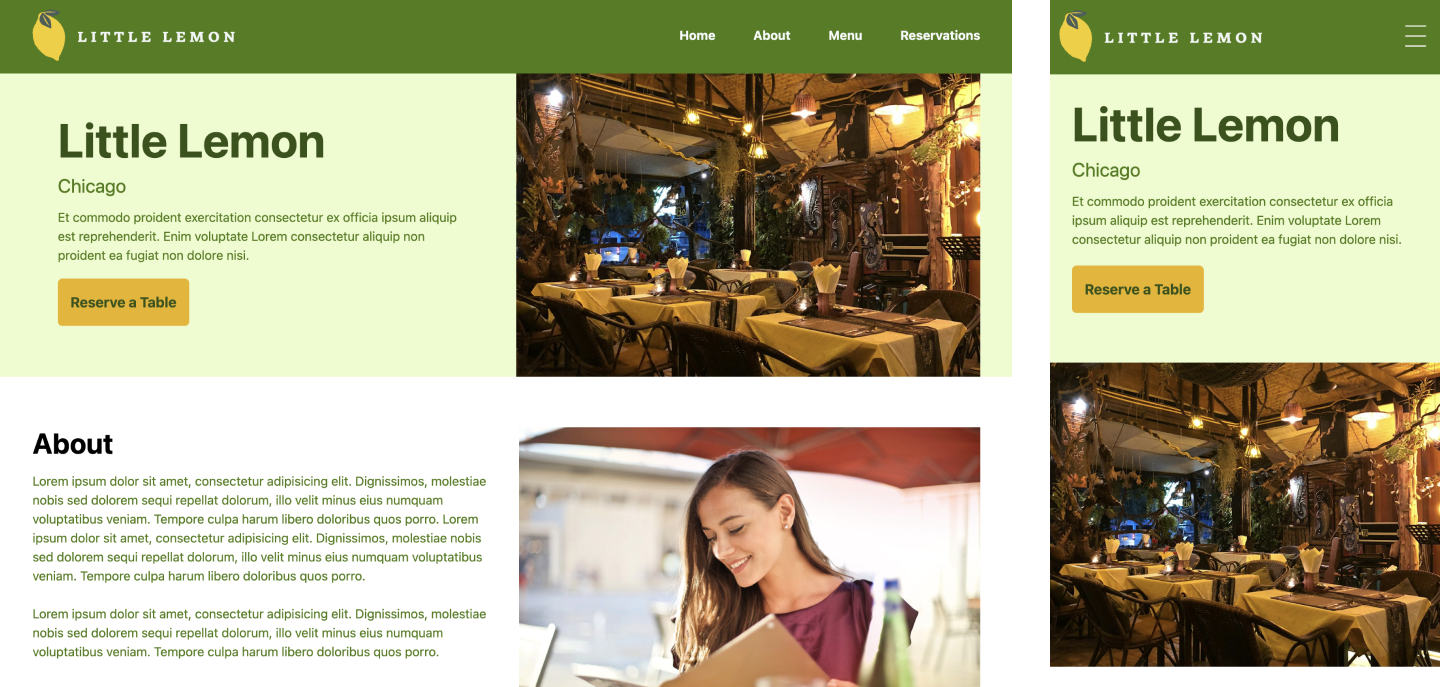 LITTLE LEMON
Home About Menu Reservations
Little Lemon
Chicago
Et commodo proident exercitation consectetur ex officia ipsum aliquip
est reprehenderit. Enim voluptate Lorem consectetur aliquip non
proident ea fugiat non dolore nisi.
Reserve a Table
About
Lorem ipsum dolor sit amet, consectetur adipisicing elit. Dignissimos, molestiae
nobis sed dolorem sequi repellat dolorum, illo velit minus eius numquam
voluptatibus veniam. Tempore culpa harum libero doloribus quos porro. Lorem
ipsum dolor sit amet, consectetur adipisicing elit. Dignissimos, molestiae nobis
sed dolorem sequi repellat dolorum, illo velit minus eius numquam voluptatibus
veniam. Tempore culpa harum libero doloribus quos porro.
Lorem ipsum dolor sit amet, consectetur adipisicing elit. Dignissimos, molestiae
nobis sed dolorem sequi repellat dolorum, illo velit minus eius numquam
voluptatibus veniam. Tempore culpa harum libero doloribus quos porro.
LITTLE LEMON
Little Lemon
Chicago
Et commodo proident exercitation consectetur ex officia
ipsum aliquip est reprehenderit. Enim voluptate Lorem
consectetur aliquip non proident ea fugiat non dolore nisi.
Reserve a Table